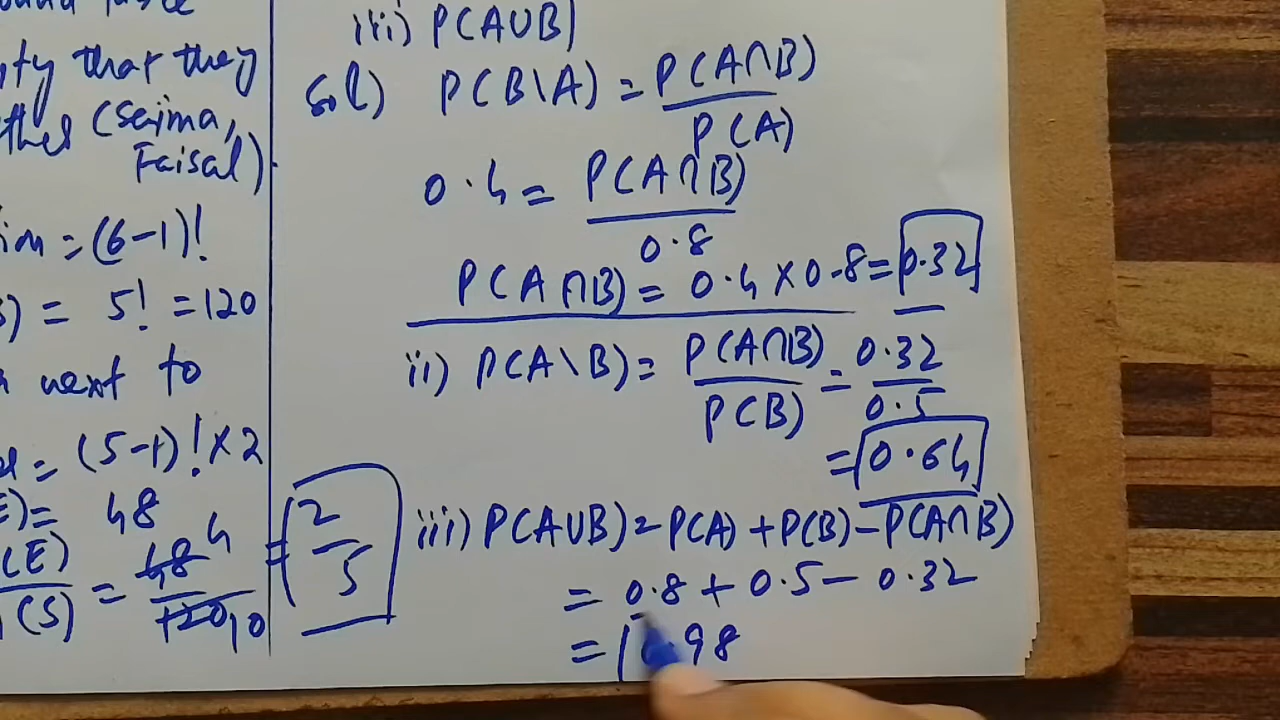 that they
(Saima,
Faisal)
= (6-1)!
= 5! = 120
next to
= (5-1)! x 2
= 48
(E)
(S) = 48 4
120 10
= 2
5
iii) P(A∪B)
Sol) P(B\A) = P(A∩B)
P(A)
0.4 = P(A∩B)
0.8
P(A∩B) = 0.4 x 0.8 = 0.32
ii) P(A\B) = P(A∩B) = 0.32
P(B) 0.5
= 0.64
iii) P(A∪B) = P(A) + P(B) - P(A∩B)
= 0.8 + 0.5 - 0.32
= 0.98